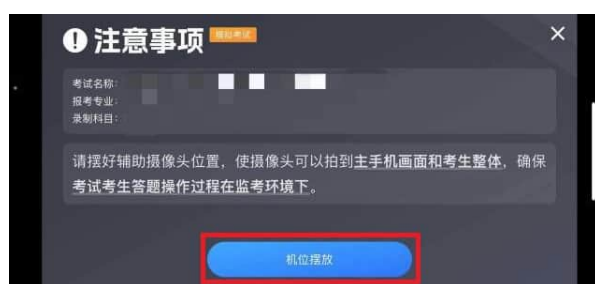 注意事项 模拟考试
考试名称:
报考专业:
录制科目:
请摆好辅助摄像头位置，使摄像头可以拍到主手机画面和考生整体，确保
考试考生答题操作过程在监考环境下。
机位摆放